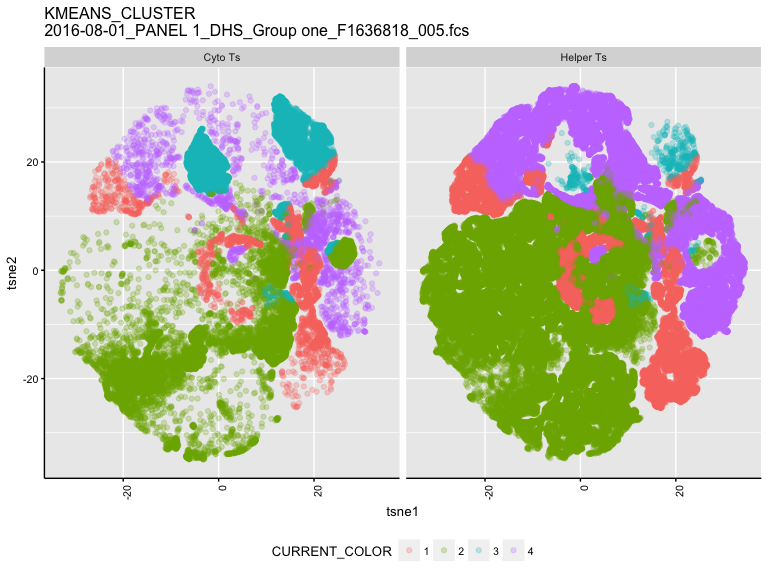 KMEANS_CLUSTER
2016-08-01_PANEL 1_DHS_Group one_F1636818_005.fcs
Cyto Ts
Helper Ts
tsne2
20
0
-20
-20
0
20
-20
0
20
tsne1
CURRENT_COLOR 1 2 3 4